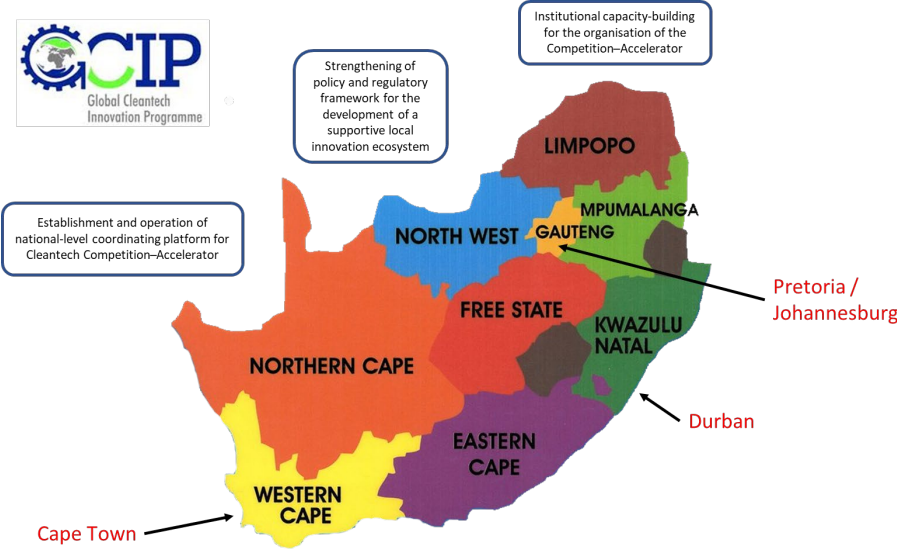 Institutional capacity-building
for the organisation of the
Competition–Accelerator
GCIP
Global Cleantech
Innovation Programme
Strengthening of
policy and regulatory
framework for the
development of a
supportive local
innovation ecosystem
Establishment and operation of
national-level coordinating platform for
Cleantech Competition–Accelerator
LIMPOPO
MPUMALANGA
GAUTENG
NORTH WEST
Pretoria /
Johannesburg
FREE STATE
KWAZULU
NATAL
NORTHERN CAPE
Durban
EASTERN
CAPE
WESTERN
CAPE
Cape Town